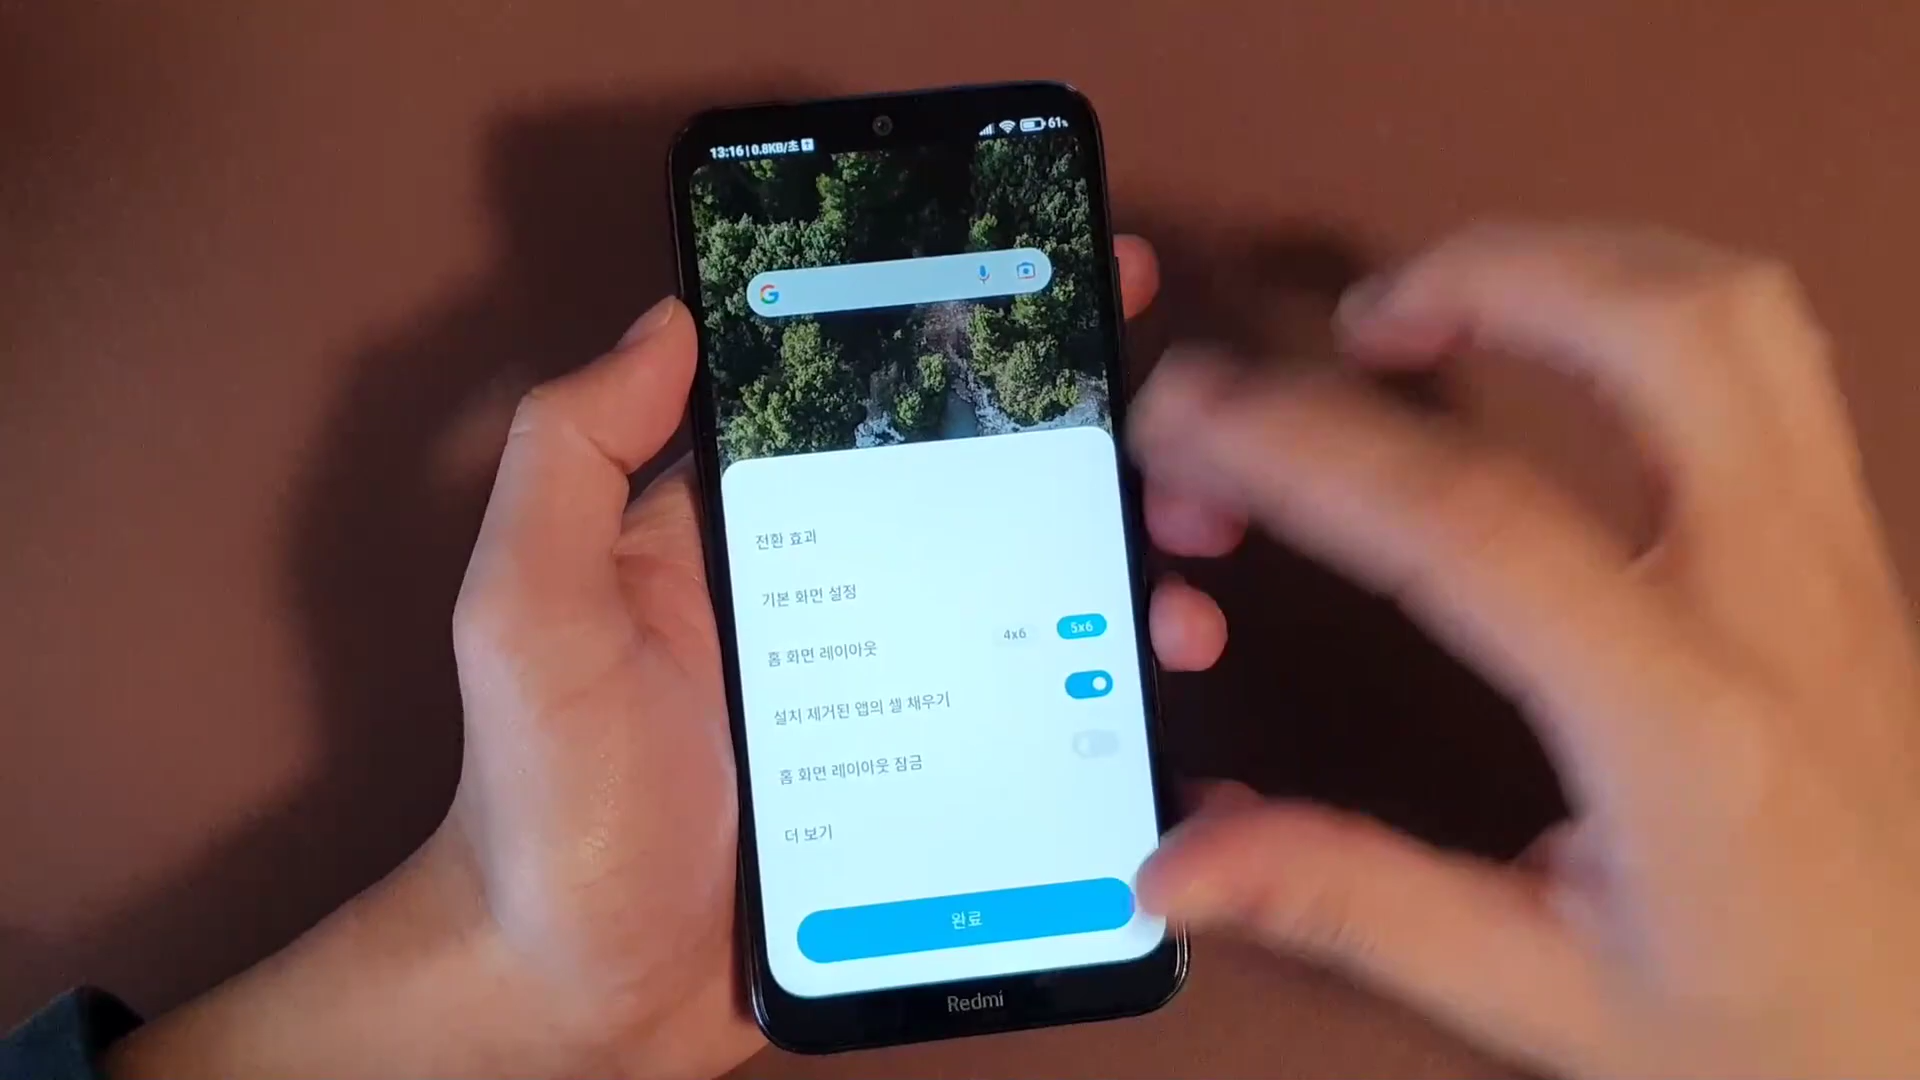 13:16 | 0.8KB/초
61%
G
전환 효과
기본 화면 설정
홈 화면 레이아웃 4x6 5x6
설치 제거된 앱의 셀 채우기
홈 화면 레이아웃 잠금
더 보기
완료
Redmi